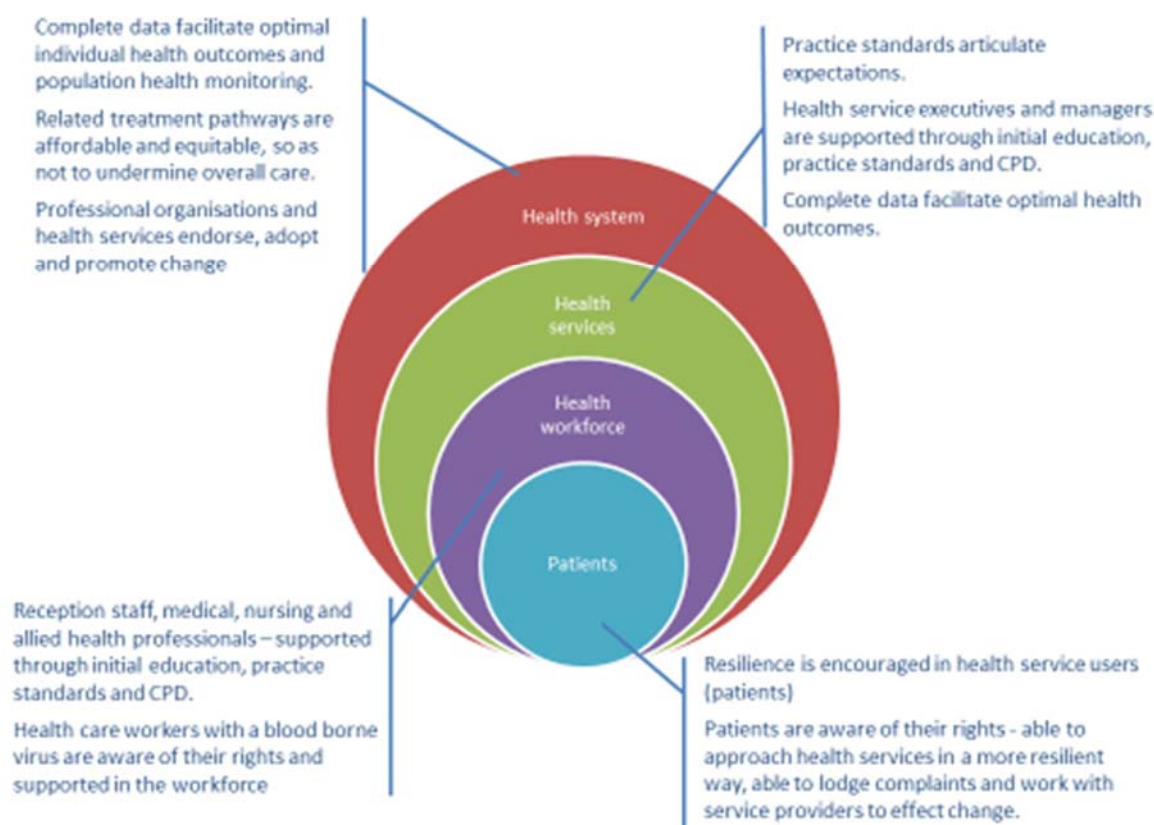 Complete data facilitate optimal
individual health outcomes and
population health monitoring.
Related treatment pathways are
affordable and equitable, so as
not to undermine overall care.
Professional organisations and
health services endorse, adopt
and promote change
Practice standards articulate
expectations.
Health service executives and managers
are supported through initial education,
practice standards and CPD.
Complete data facilitate optimal health
outcomes.
Health system
Health
services
Health
workforce
Patients
Reception staff, medical, nursing and
allied health professionals – supported
through initial education, practice
standards and CPD.
Health care workers with a blood borne
virus are aware of their rights and
supported in the workforce
Resilience is encouraged in health service users
(patients)
Patients are aware of their rights - able to
approach health services in a more resilient
way, able to lodge complaints and work with
service providers to effect change.